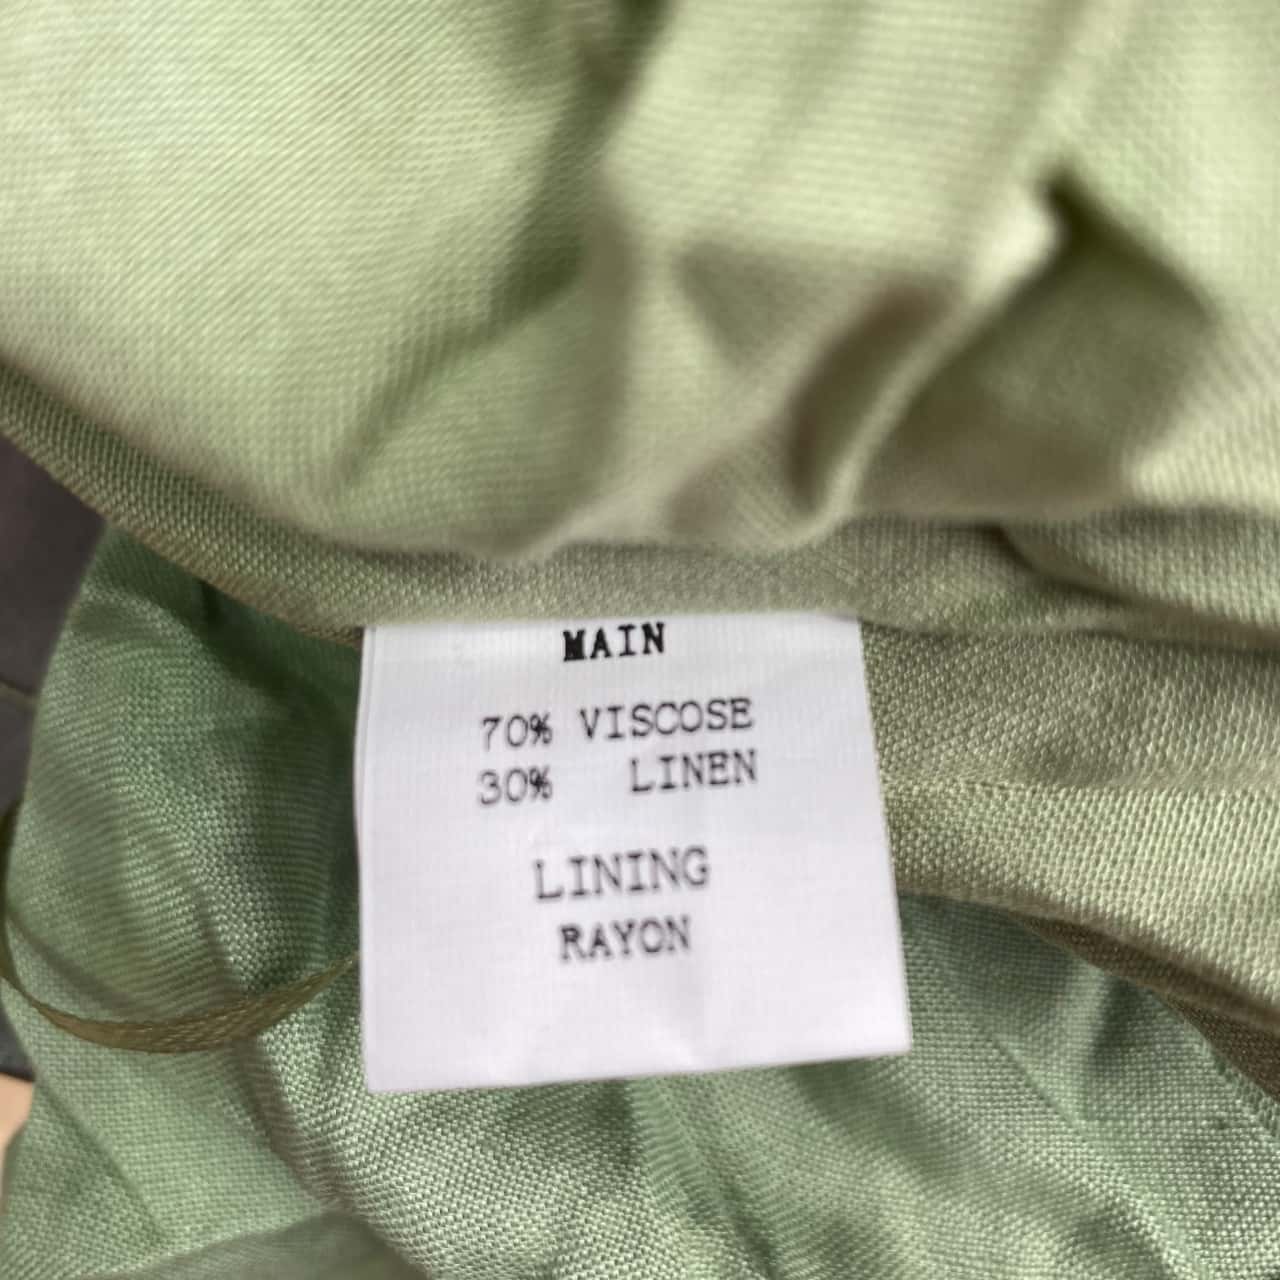 MAIN
70% VISCOSE
30% LINEN
LINING
RAYON